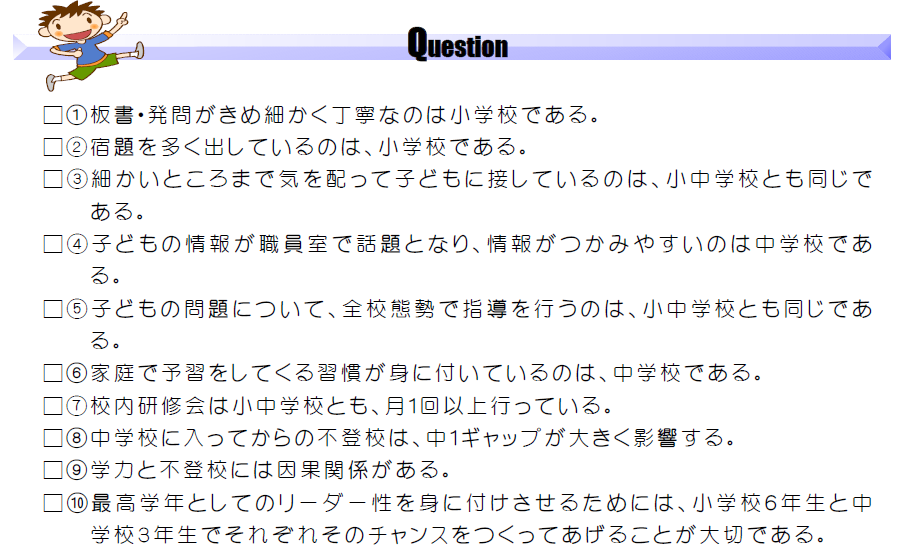 Question
□①板書・発問がきめ細かく丁寧なのは小学校である。
□②宿題を多く出しているのは、小学校である。
□③細かいところまで気を配って子どもに接しているのは、小中学校とも同じで
ある。
□④子どもの情報が職員室で話題となり、情報がつかみやすいのは中学校であ
る。
□⑤子どもの問題について、全校態勢で指導を行うのは、小中学校とも同じであ
る。
□⑥家庭で予習をしてくる習慣が身に付いているのは、中学校である。
□⑦校内研修会は小中学校とも、月1回以上行っている。
□⑧中学校に入ってからの不登校は、中1ギャップが大きく影響する。
□⑨学力と不登校には因果関係がある。
□⑩最高学年としてのリーダー性を身に付けさせるためには、小学校6年生と中
学校3年生でそれぞれそのチャンスをつくってあげることが大切である。